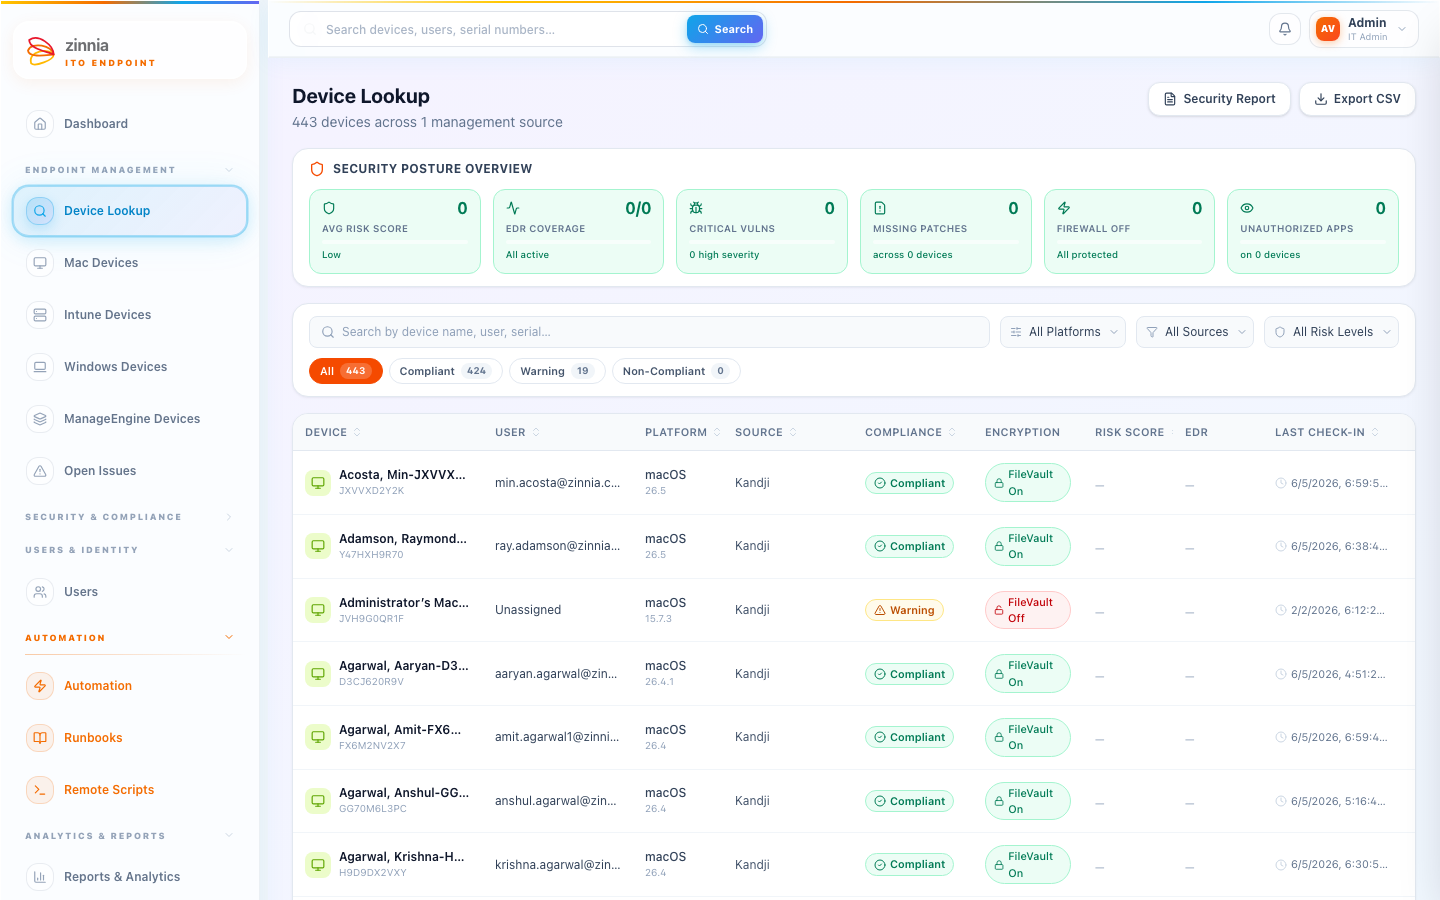 zinnia
ITO ENDPOINT
Search devices, users, serial numbers...
Search
AV
Admin
IT Admin
Dashboard
ENDPOINT MANAGEMENT
Device Lookup
Mac Devices
Intune Devices
Windows Devices
ManageEngine Devices
Open Issues
SECURITY & COMPLIANCE
USERS & IDENTITY
Users
AUTOMATION
Automation
Runbooks
Remote Scripts
ANALYTICS & REPORTS
Reports & Analytics
Device Lookup
443 devices across 1 management source
Security Report
Export CSV
SECURITY POSTURE OVERVIEW
0
AVG RISK SCORE
Low
0/0
EDR COVERAGE
All active
0
CRITICAL VULNS
0 high severity
0
MISSING PATCHES
across 0 devices
0
FIREWALL OFF
All protected
0
UNAUTHORIZED APPS
on 0 devices
Search by device name, user, serial...
All Platforms
All Sources
All Risk Levels
All 443
Compliant 424
Warning 19
Non-Compliant 0
DEVICE USER PLATFORM SOURCE COMPLIANCE ENCRYPTION RISK SCORE EDR LAST CHECK-IN
Acosta, Min-JXVVX...
JXVVXD2Y2K
min.acosta@zinnia.c...
macOS
26.5
Kandji
Compliant
FileVault
On
—
—
6/5/2026, 6:59:5...
Adamson, Raymond...
Y47HXH9R70
ray.adamson@zinnia...
macOS
26.5
Kandji
Compliant
FileVault
On
—
—
6/5/2026, 6:38:4...
Administrator's Mac...
JVH9G0QR1F
Unassigned
macOS
15.7.3
Kandji
Warning
FileVault
Off
—
—
2/2/2026, 6:12:2...
Agarwal, Aaryan-D3...
D3CJ620R9V
aaryan.agarwal@zin...
macOS
26.4.1
Kandji
Compliant
FileVault
On
—
—
6/5/2026, 4:51:2...
Agarwal, Amit-FX6...
FX6M2NV2X7
amit.agarwal1@zinni...
macOS
26.4
Kandji
Compliant
FileVault
On
—
—
6/5/2026, 6:59:4...
Agarwal, Anshul-GG...
GG70M6L3PC
anshul.agarwal@zin...
macOS
26.4
Kandji
Compliant
FileVault
On
—
—
6/5/2026, 5:16:4...
Agarwal, Krishna-H...
H9D9DX2VXY
krishna.agarwal@zin...
macOS
26.4
Kandji
Compliant
FileVault
On
—
—
6/5/2026, 6:30:5...